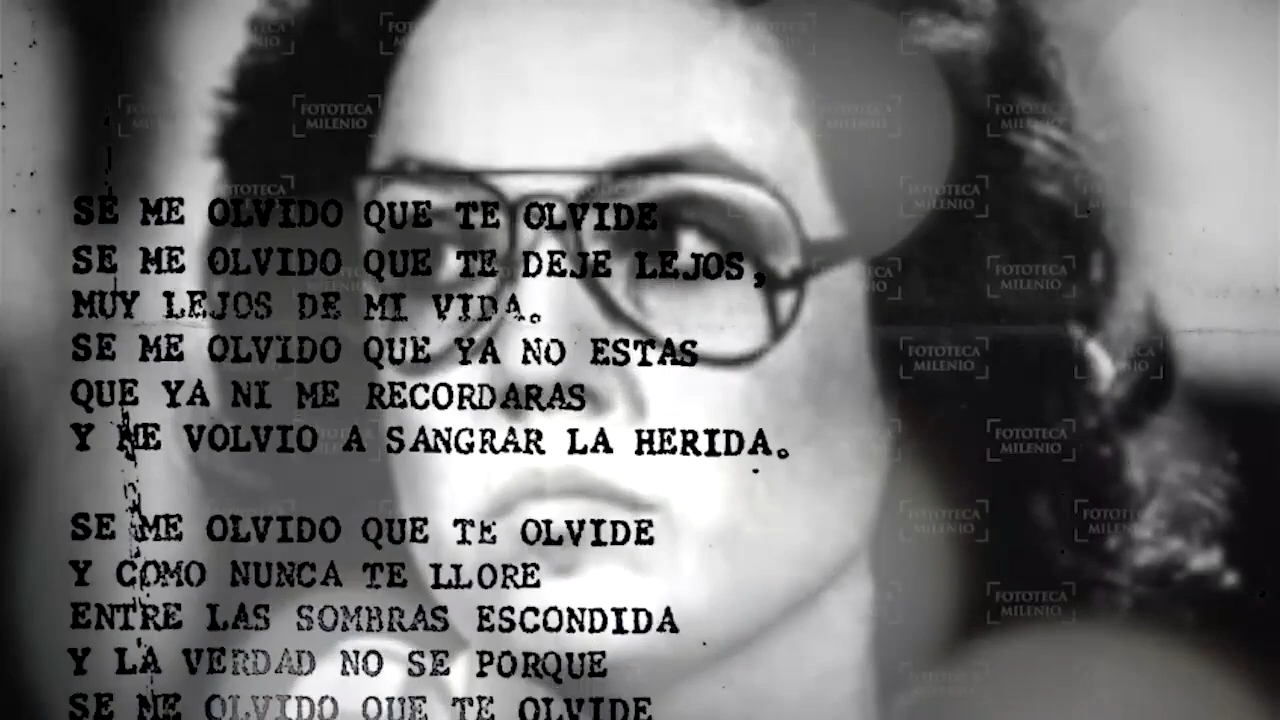 SE ME OLVIDO QUE TE OLVIDE
SE ME OLVIDO QUE TE DEJE LEJOS,
MUY LEJOS DE MI VIDA.
SE ME OLVIDO QUE YA NO ESTAS
QUE YA NI ME RECORDARAS
Y ME VOLVIO A SANGRAR LA HERIDA.
SE ME OLVIDO QUE TE OLVIDE
Y COMO NUNCA TE LLORE
ENTRE LAS SOMBRAS ESCONDIDA
Y LA VERDAD NO SE PORQUE
SE ME OLVIDO QUE TE OLVIDE
FOTOTECA
MILENIO